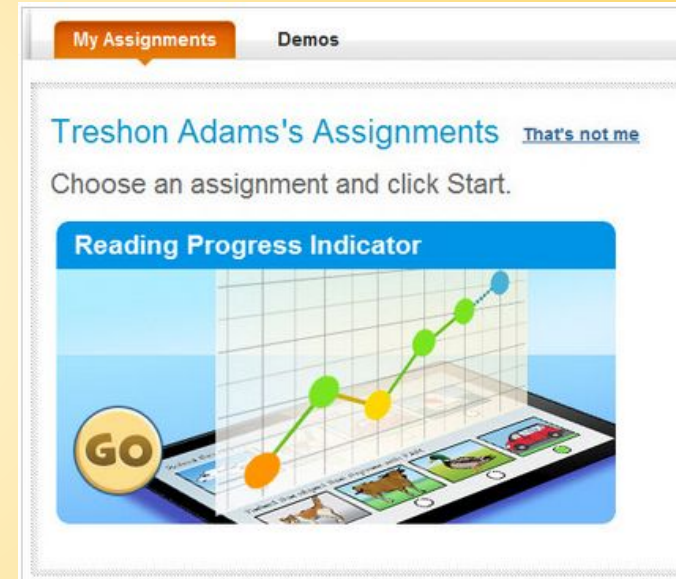 My Assignments Demos
Treshon Adams's Assignments That's not me
Choose an assignment and click Start.
Reading Progress Indicator
GO